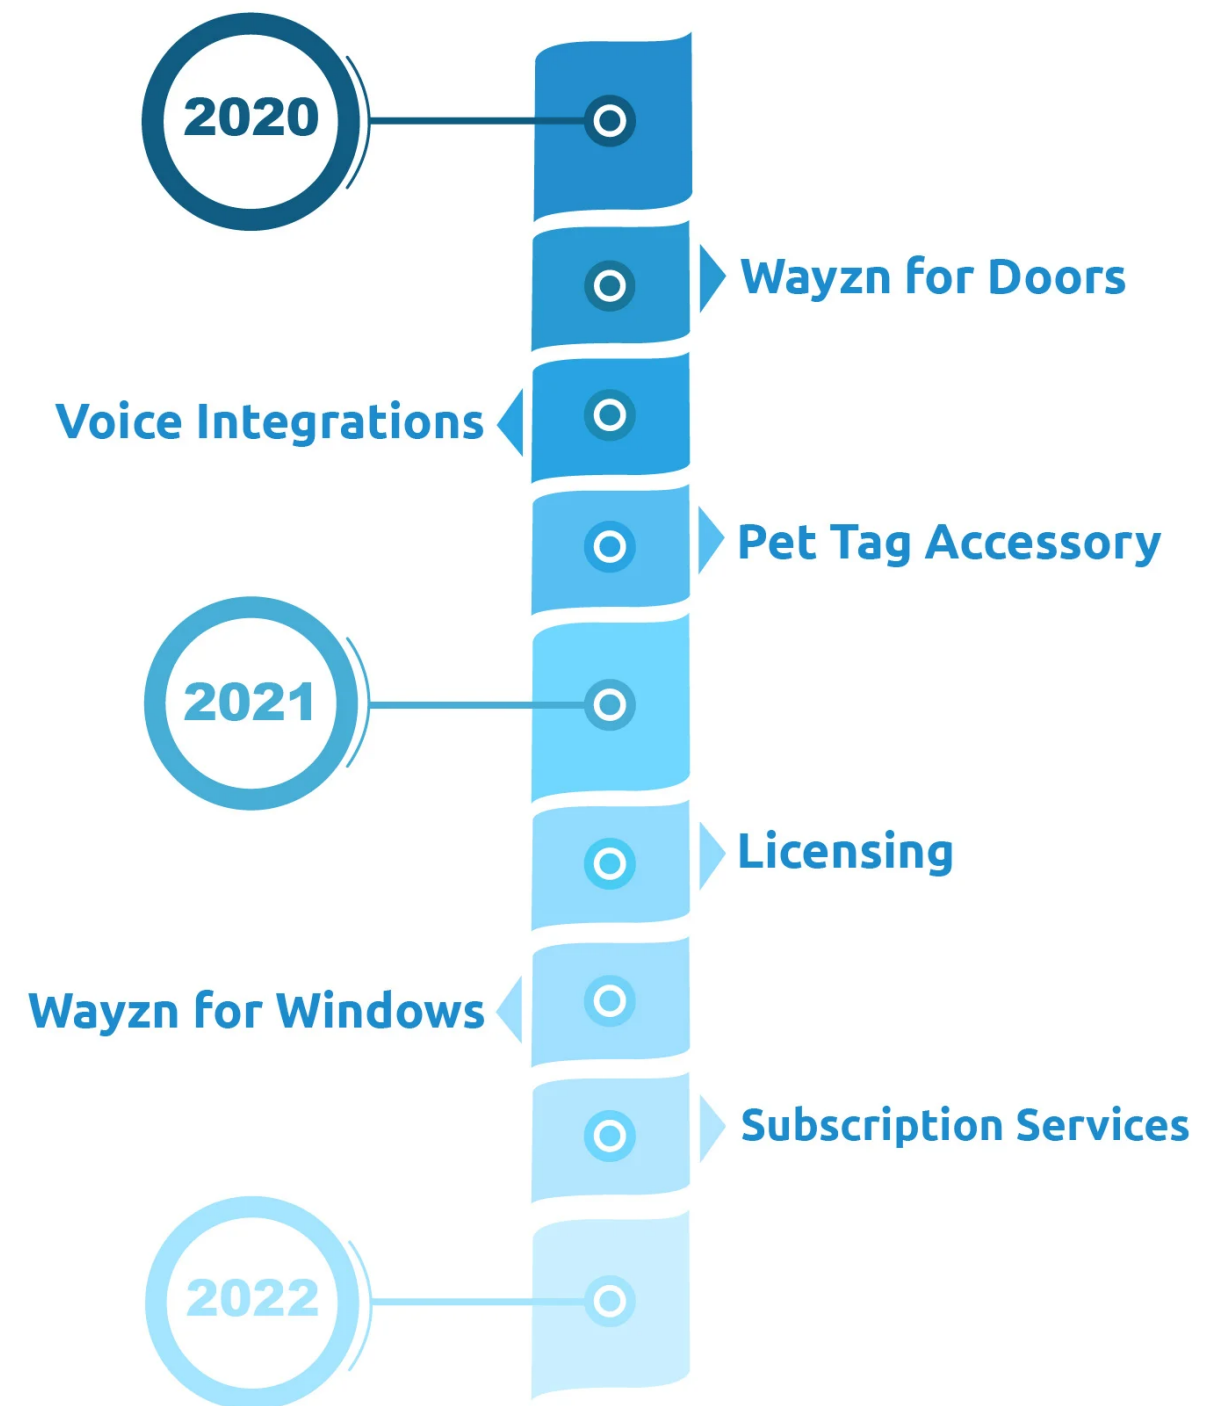 2020
Wayzn for Doors
Voice Integrations
Pet Tag Accessory
2021
Licensing
Wayzn for Windows
Subscription Services
2022